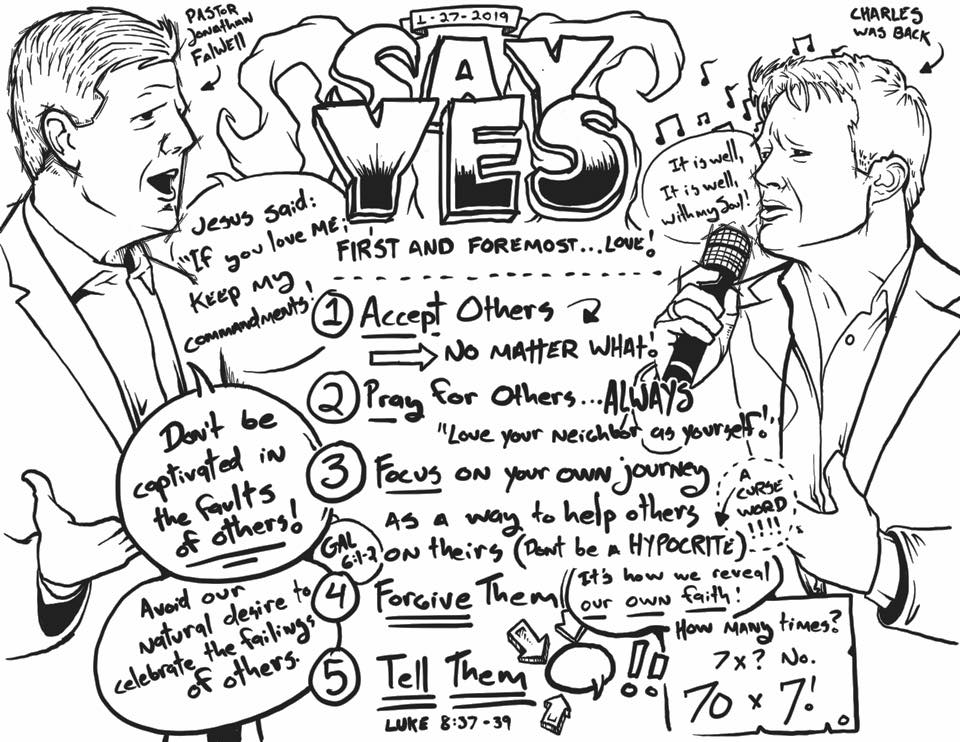 1-27-2019
PASTOR
Jonathan
Falwell
CHARLES
WAS BACK
SAY
YES
It is well,
It is well,
with my Soul!
Jesus said:
"If you love ME,
KEEP MY
commandments!
FIRST AND FOREMOST...LOVE!
1 Accept Others
NO MATTER WHAT!
2 Pray for Others...ALWAYS
"Love your Neighbor as yourself!"
Don't be
captivated in
the faults
of others!
3 Focus on your own journey
AS A way to help others
on theirs (Dont be a HYPOCRITE)
A
CURSE
WORD
!!!!
GAL
6:1-2
4 Forgive Them
It's how we reveal
our own faith!
Avoid our
natural desire to
celebrate the failings
of others.
How MANY times?
7x? No.
70 x 7!
5 Tell Them !!
LUKE 8:37-39